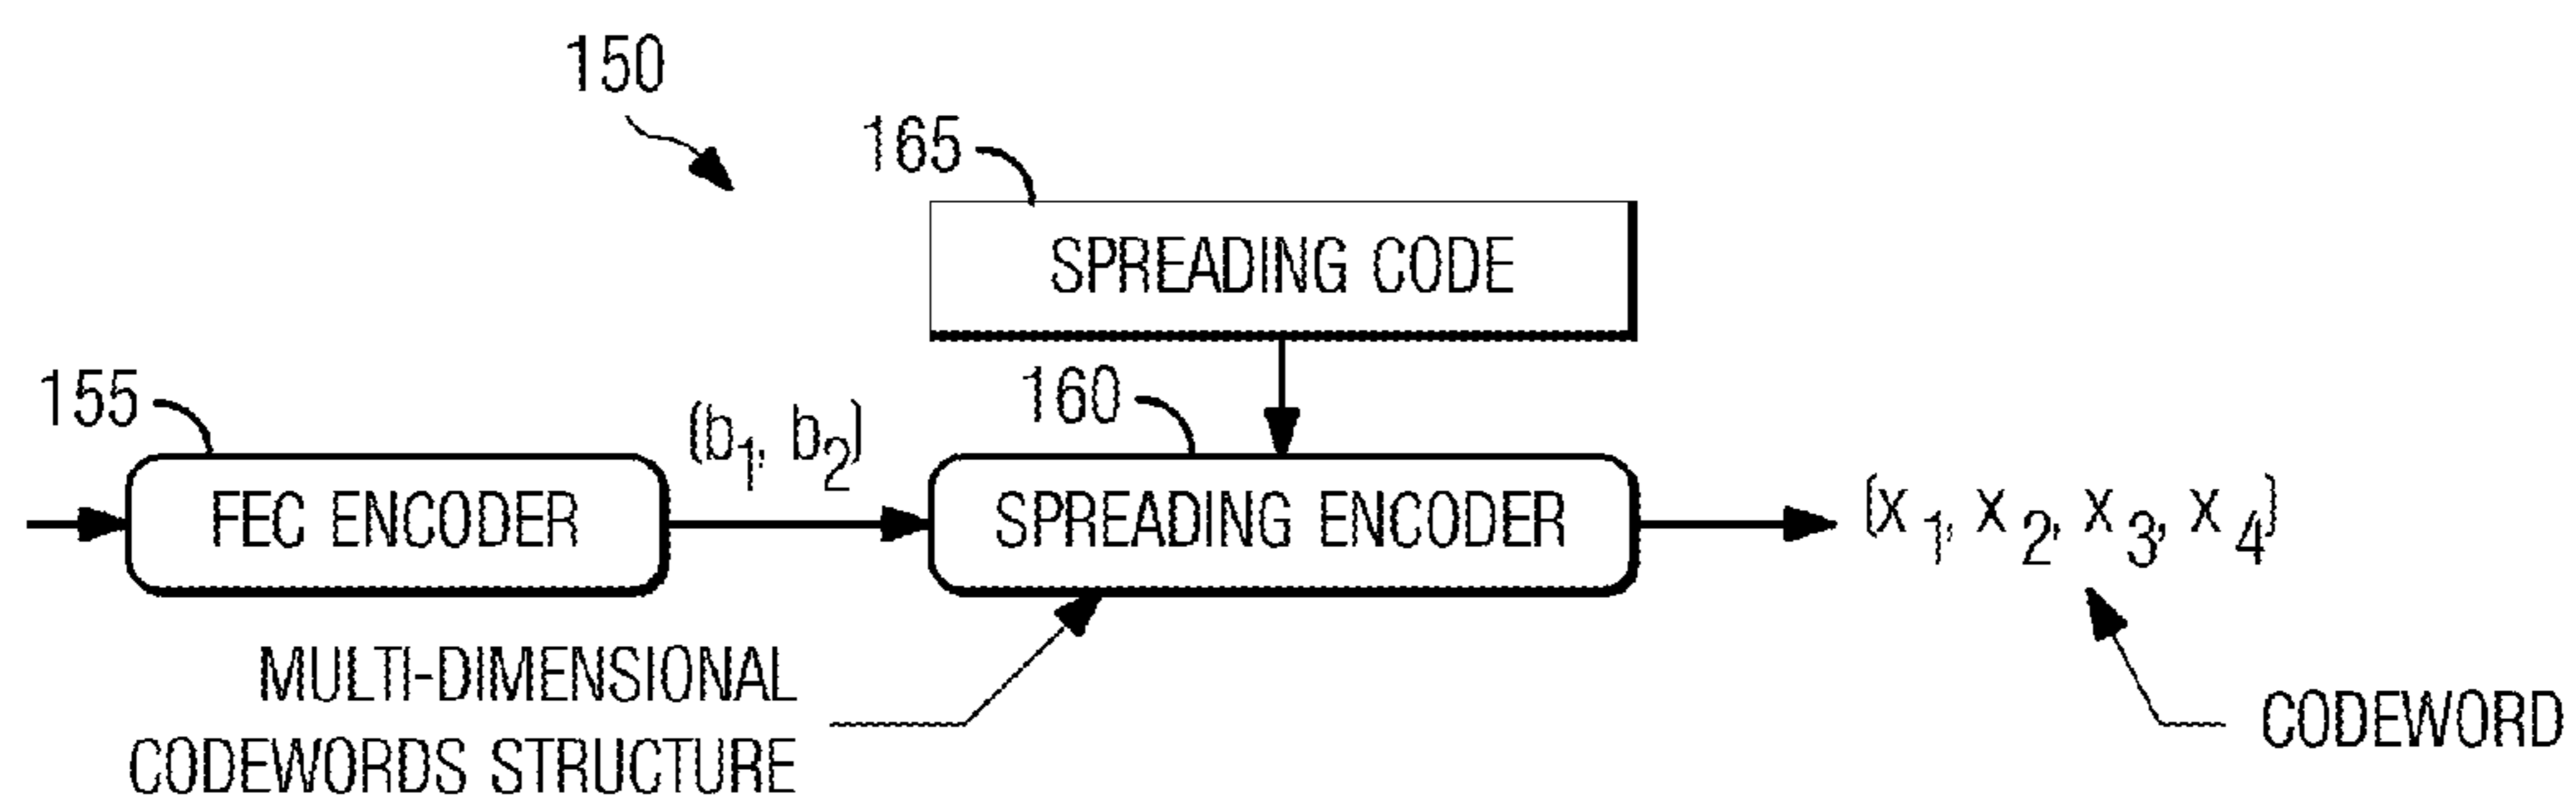 150
165
SPREADING CODE
155
(b1, b2)
160
FEC ENCODER
SPREADING ENCODER
(x1, x2, x3, x4)
MULTI-DIMENSIONAL
CODEWORDS STRUCTURE
CODEWORD